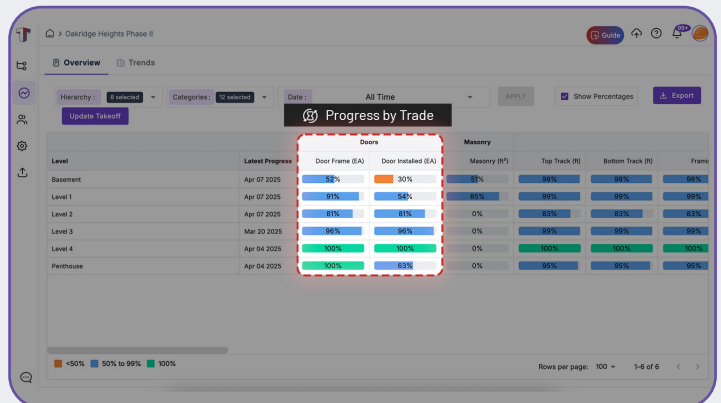 > Oakridge Heights Phase II
Guide
99+
Overview
Trends
Hierarchy :
8 selected
Categories :
12 selected
Date :
All Time
APPLY
Show Percentages
Export
Update Takeoff
Progress by Trade
Doors
Masonry
Level
Latest Progress
Door Frame (EA)
Door Installed (EA)
Masonry (ft²)
Top Track (ft)
Bottom Track (ft)
Basement Apr 07 2025 52% 30% 51% 98% 98% 98%
Level 1 Apr 07 2025 91% 54% 85% 99% 99% 99%
Level 2 Apr 07 2025 81% 81% 0% 83% 83% 83%
Level 3 Mar 20 2025 96% 96% 0% 99% 99% 99%
Level 4 Apr 04 2025 100% 100% 0% 100% 100% 100%
Penthouse Apr 04 2025 100% 63% 0% 95% 95% 95%
<50% 50% to 99% 100%
Rows per page: 100 1–6 of 6 < >